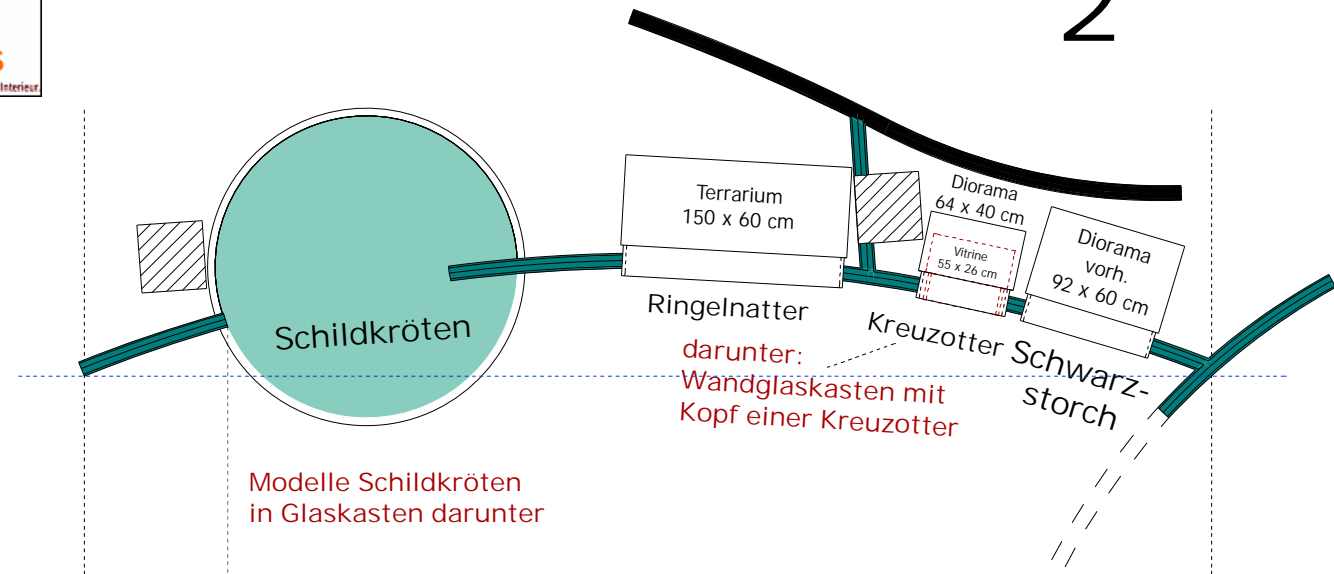 2
s
Interieur.
Terrarium
150 x 60 cm
Diorama
64 x 40 cm
Vitrine
55 x 26 cm
Diorama
vorh.
92 x 60 cm
Schildkröten
Ringelnatter
Kreuzotter
Schwarz-
storch
darunter:
Wandglaskasten mit
Kopf einer Kreuzotter
Modelle Schildkröten
in Glaskasten darunter